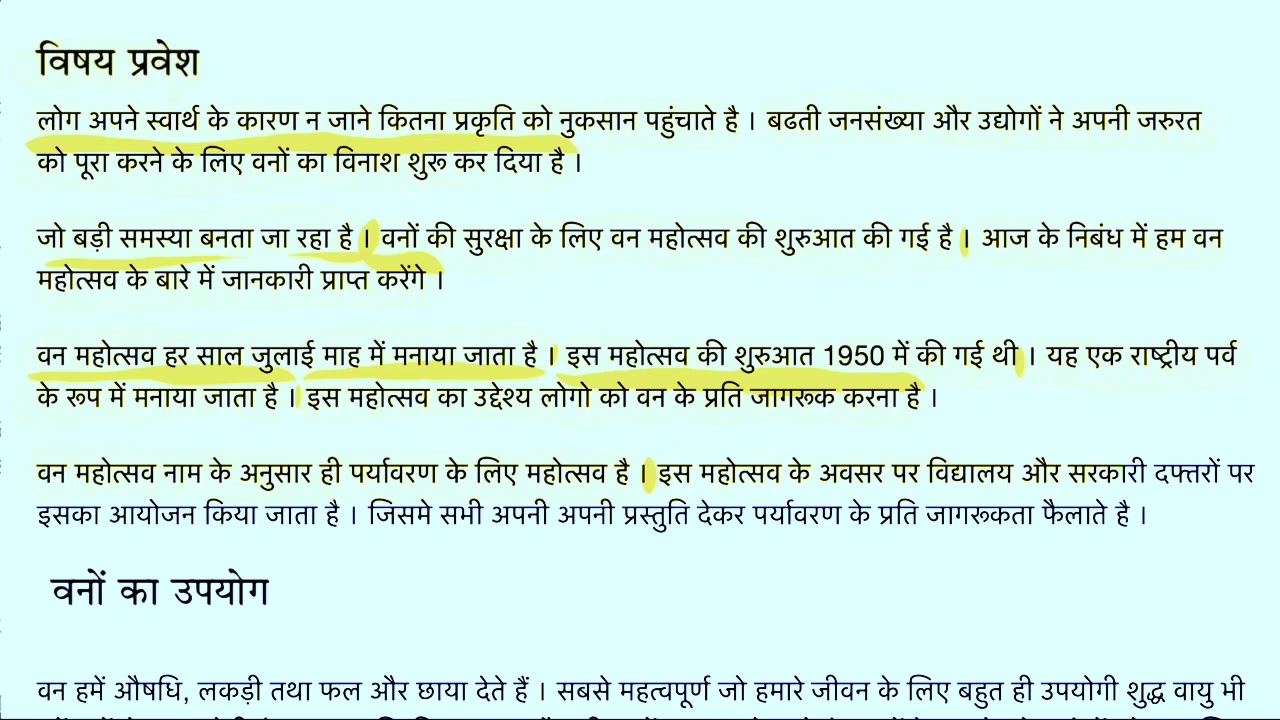 विषय प्रवेश
लोग अपने स्वार्थ के कारण न जाने कितना प्रकृति को नुकसान पहुंचाते है । बढती जनसंख्या और उद्योगों ने अपनी जरुरत
को पूरा करने के लिए वनों का विनाश शुरू कर दिया है ।
जो बड़ी समस्या बनता जा रहा है । वनों की सुरक्षा के लिए वन महोत्सव की शुरुआत की गई है । आज के निबंध में हम वन
महोत्सव के बारे में जानकारी प्राप्त करेंगे ।
वन महोत्सव हर साल जुलाई माह में मनाया जाता है । इस महोत्सव की शुरुआत 1950 में की गई थी । यह एक राष्ट्रीय पर्व
के रूप में मनाया जाता है । इस महोत्सव का उद्देश्य लोगो को वन के प्रति जागरूक करना है ।
वन महोत्सव नाम के अनुसार ही पर्यावरण के लिए महोत्सव है । इस महोत्सव के अवसर पर विद्यालय और सरकारी दफ्तरों पर
इसका आयोजन किया जाता है । जिसमे सभी अपनी अपनी प्रस्तुति देकर पर्यावरण के प्रति जागरूकता फैलाते है ।
वनों का उपयोग
वन हमें औषधि, लकड़ी तथा फल और छाया देते हैं । सबसे महत्वपूर्ण जो हमारे जीवन के लिए बहुत ही उपयोगी शुद्ध वायु भी